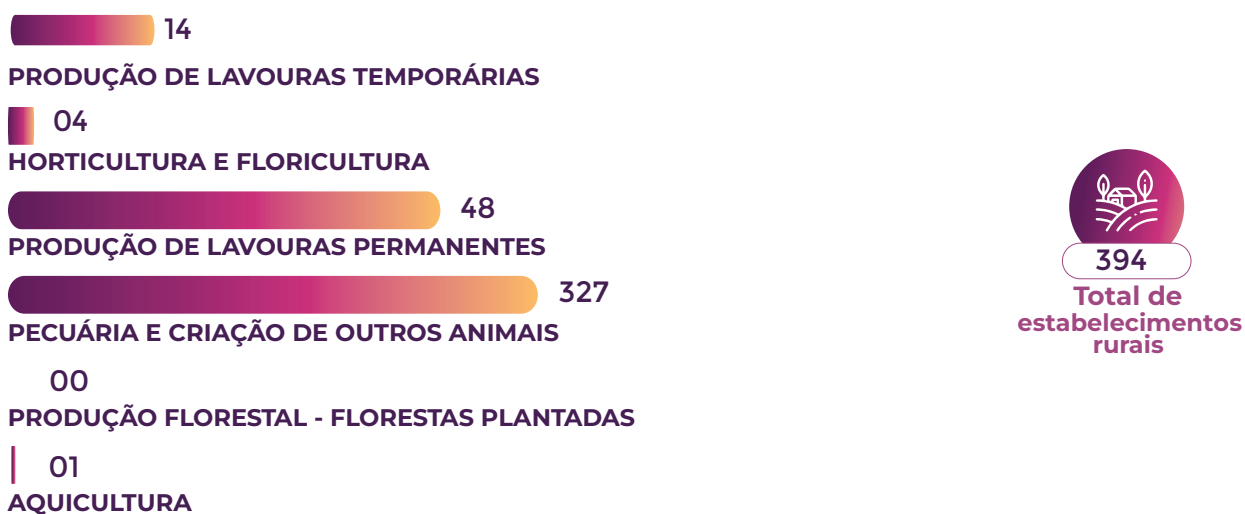 14
PRODUÇÃO DE LAVOURAS TEMPORÁRIAS
04
HORTICULTURA E FLORICULTURA
48
PRODUÇÃO DE LAVOURAS PERMANENTES
327
PECUÁRIA E CRIAÇÃO DE OUTROS ANIMAIS
00
PRODUÇÃO FLORESTAL - FLORESTAS PLANTADAS
01
AQUICULTURA
394
Total de
estabelecimentos
rurais